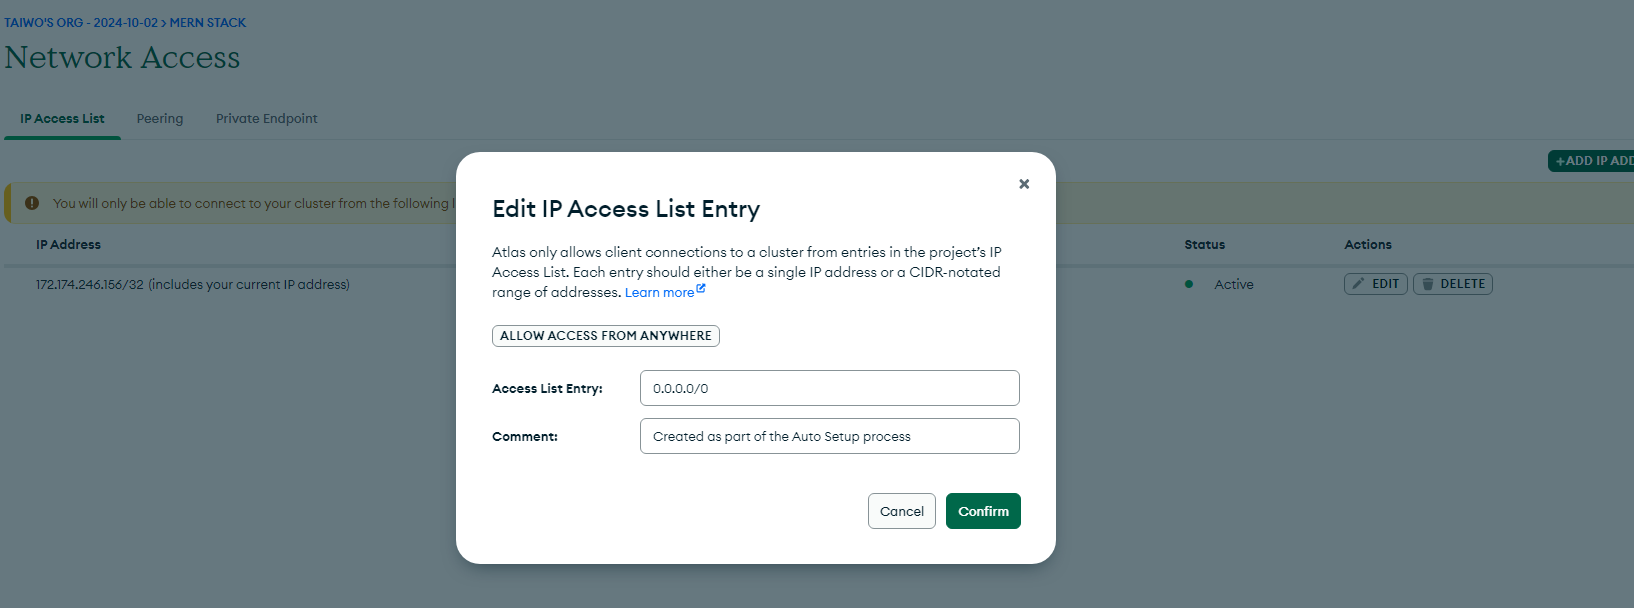 TAIWO'S ORG - 2024-10-02 > MERN STACK
Network Access
IP Access List Peering Private Endpoint
+ADD IP ADD
You will only be able to connect to your cluster from the following l
IP Address Status Actions
172.174.246.156/32 (includes your current IP address) Active EDIT DELETE
Edit IP Access List Entry
Atlas only allows client connections to a cluster from entries in the project's IP
Access List. Each entry should either be a single IP address or a CIDR-notated
range of addresses. Learn more
ALLOW ACCESS FROM ANYWHERE
Access List Entry: 0.0.0.0/0
Comment: Created as part of the Auto Setup process
Cancel Confirm